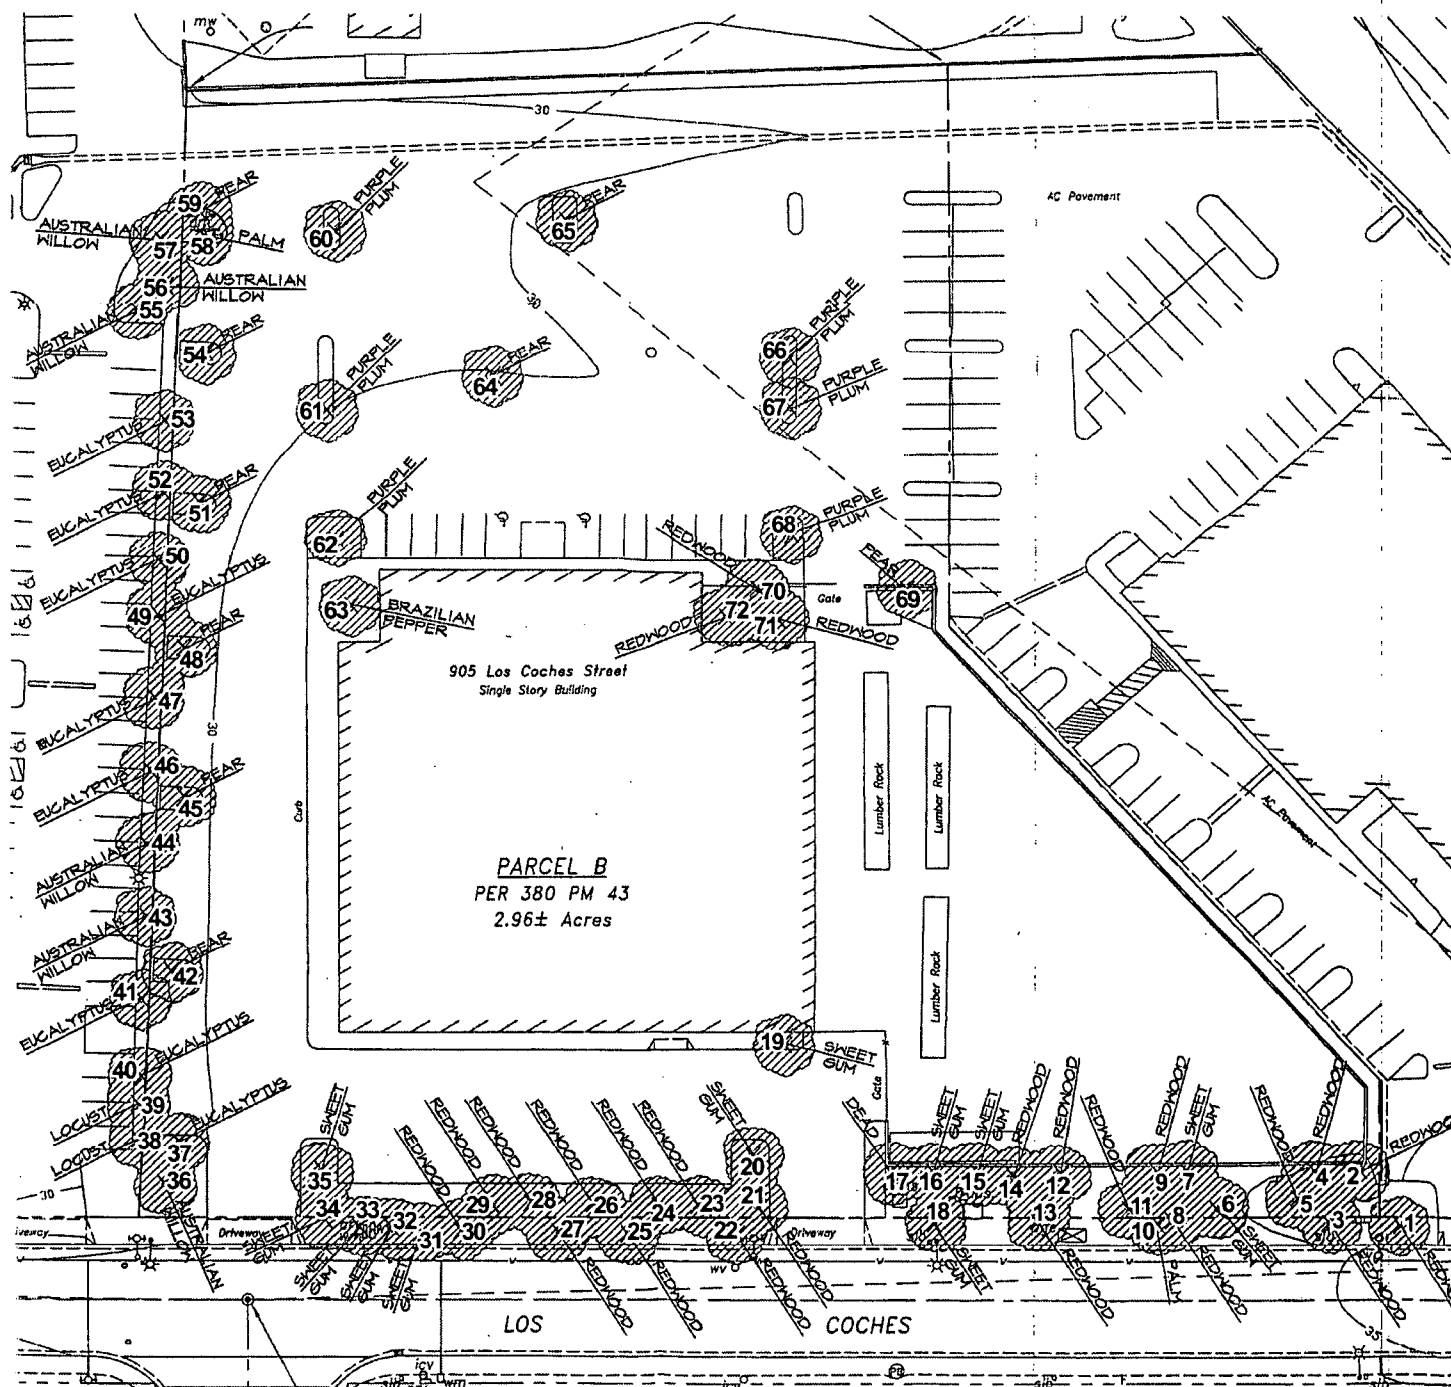 mw
30
AC Pavement
PEAR
59
PURPLE
PLUM
PEAR
AUSTRALIAN
WILLOW
57
58
PALM
60
65
56
AUSTRALIAN
WILLOW
55
AUSTRALIAN
WILLOW
30
54
PEAR
PURPLE
PLUM
64
PEAR
66
PURPLE
PLUM
67
PURPLE
PLUM
61
53
EUCALYPTUS
52
PEAR
51
EUCALYPTUS
PURPLE
PLUM
62
68
PURPLE
PLUM
REDWOOD
PEAR
50
EUCALYPTUS
EUCALYPTUS
49
63
BRAZILIAN
PEPPER
70
72
71
Gate
69
REDWOOD
REDWOOD
PEAR
48
905 Los Coches Street
Single Story Building
47
EUCALYPTUS
30
46
PEAR
45
EUCALYPTUS
Curb
Lumber Rack
Lumber Rack
AC Pavement
44
AUSTRALIAN
WILLOW
PARCEL B
PER 380 PM 43
2.96± Acres
43
AUSTRALIAN
WILLOW
PEAR
42
41
EUCALYPTUS
Lumber Rack
EUCALYPTUS
19
SWEET
GUM
40
Gate
39
EUCALYPTUS
LOCUST
38
37
LOCUST
36
AUSTRALIAN
WILLOW
30
SWEET
GUM
REDWOOD
REDWOOD
REDWOOD
REDWOOD
REDWOOD
SWEET
GUM
DEAD
SWEET
GUM
SWEET
GUM
REDWOOD
REDWOOD
REDWOOD
REDWOOD
SWEET
GUM
REDWOOD
REDWOOD
REDWOOD
35
34
33
32
31
30
29
28
27
26
25
24
23
22
21
20
17
16
15
14
12
18
13
11
10
9
8
7
6
5
4
3
2
1
Driveway
Driveway
SWEET
GUM
SWEET
GUM
SWEET
GUM
SWEET
GUM
REDWOOD
REDWOOD
wv
REDWOOD
REDWOOD
SWEET
GUM
REDWOOD
PALM
REDWOOD
SWEET
GUM
REDWOOD
LOS COCHES
35
icv
wm
PB